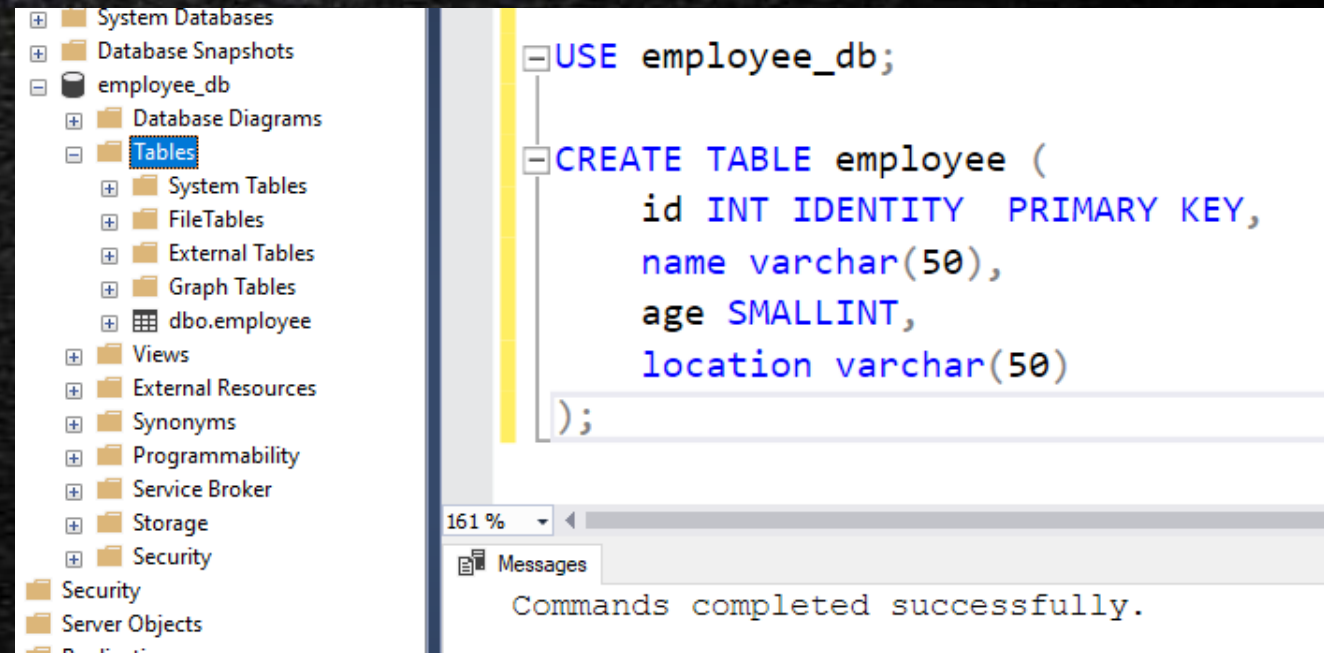 System Databases
Database Snapshots
employee_db
Database Diagrams
Tables
System Tables
FileTables
External Tables
Graph Tables
dbo.employee
Views
External Resources
Synonyms
Programmability
Service Broker
Storage
Security
Security
Server Objects
USE employee_db;
CREATE TABLE employee (
id INT IDENTITY  PRIMARY KEY,
name varchar(50),
age SMALLINT,
location varchar(50)
);
161 %
Messages
Commands completed successfully.